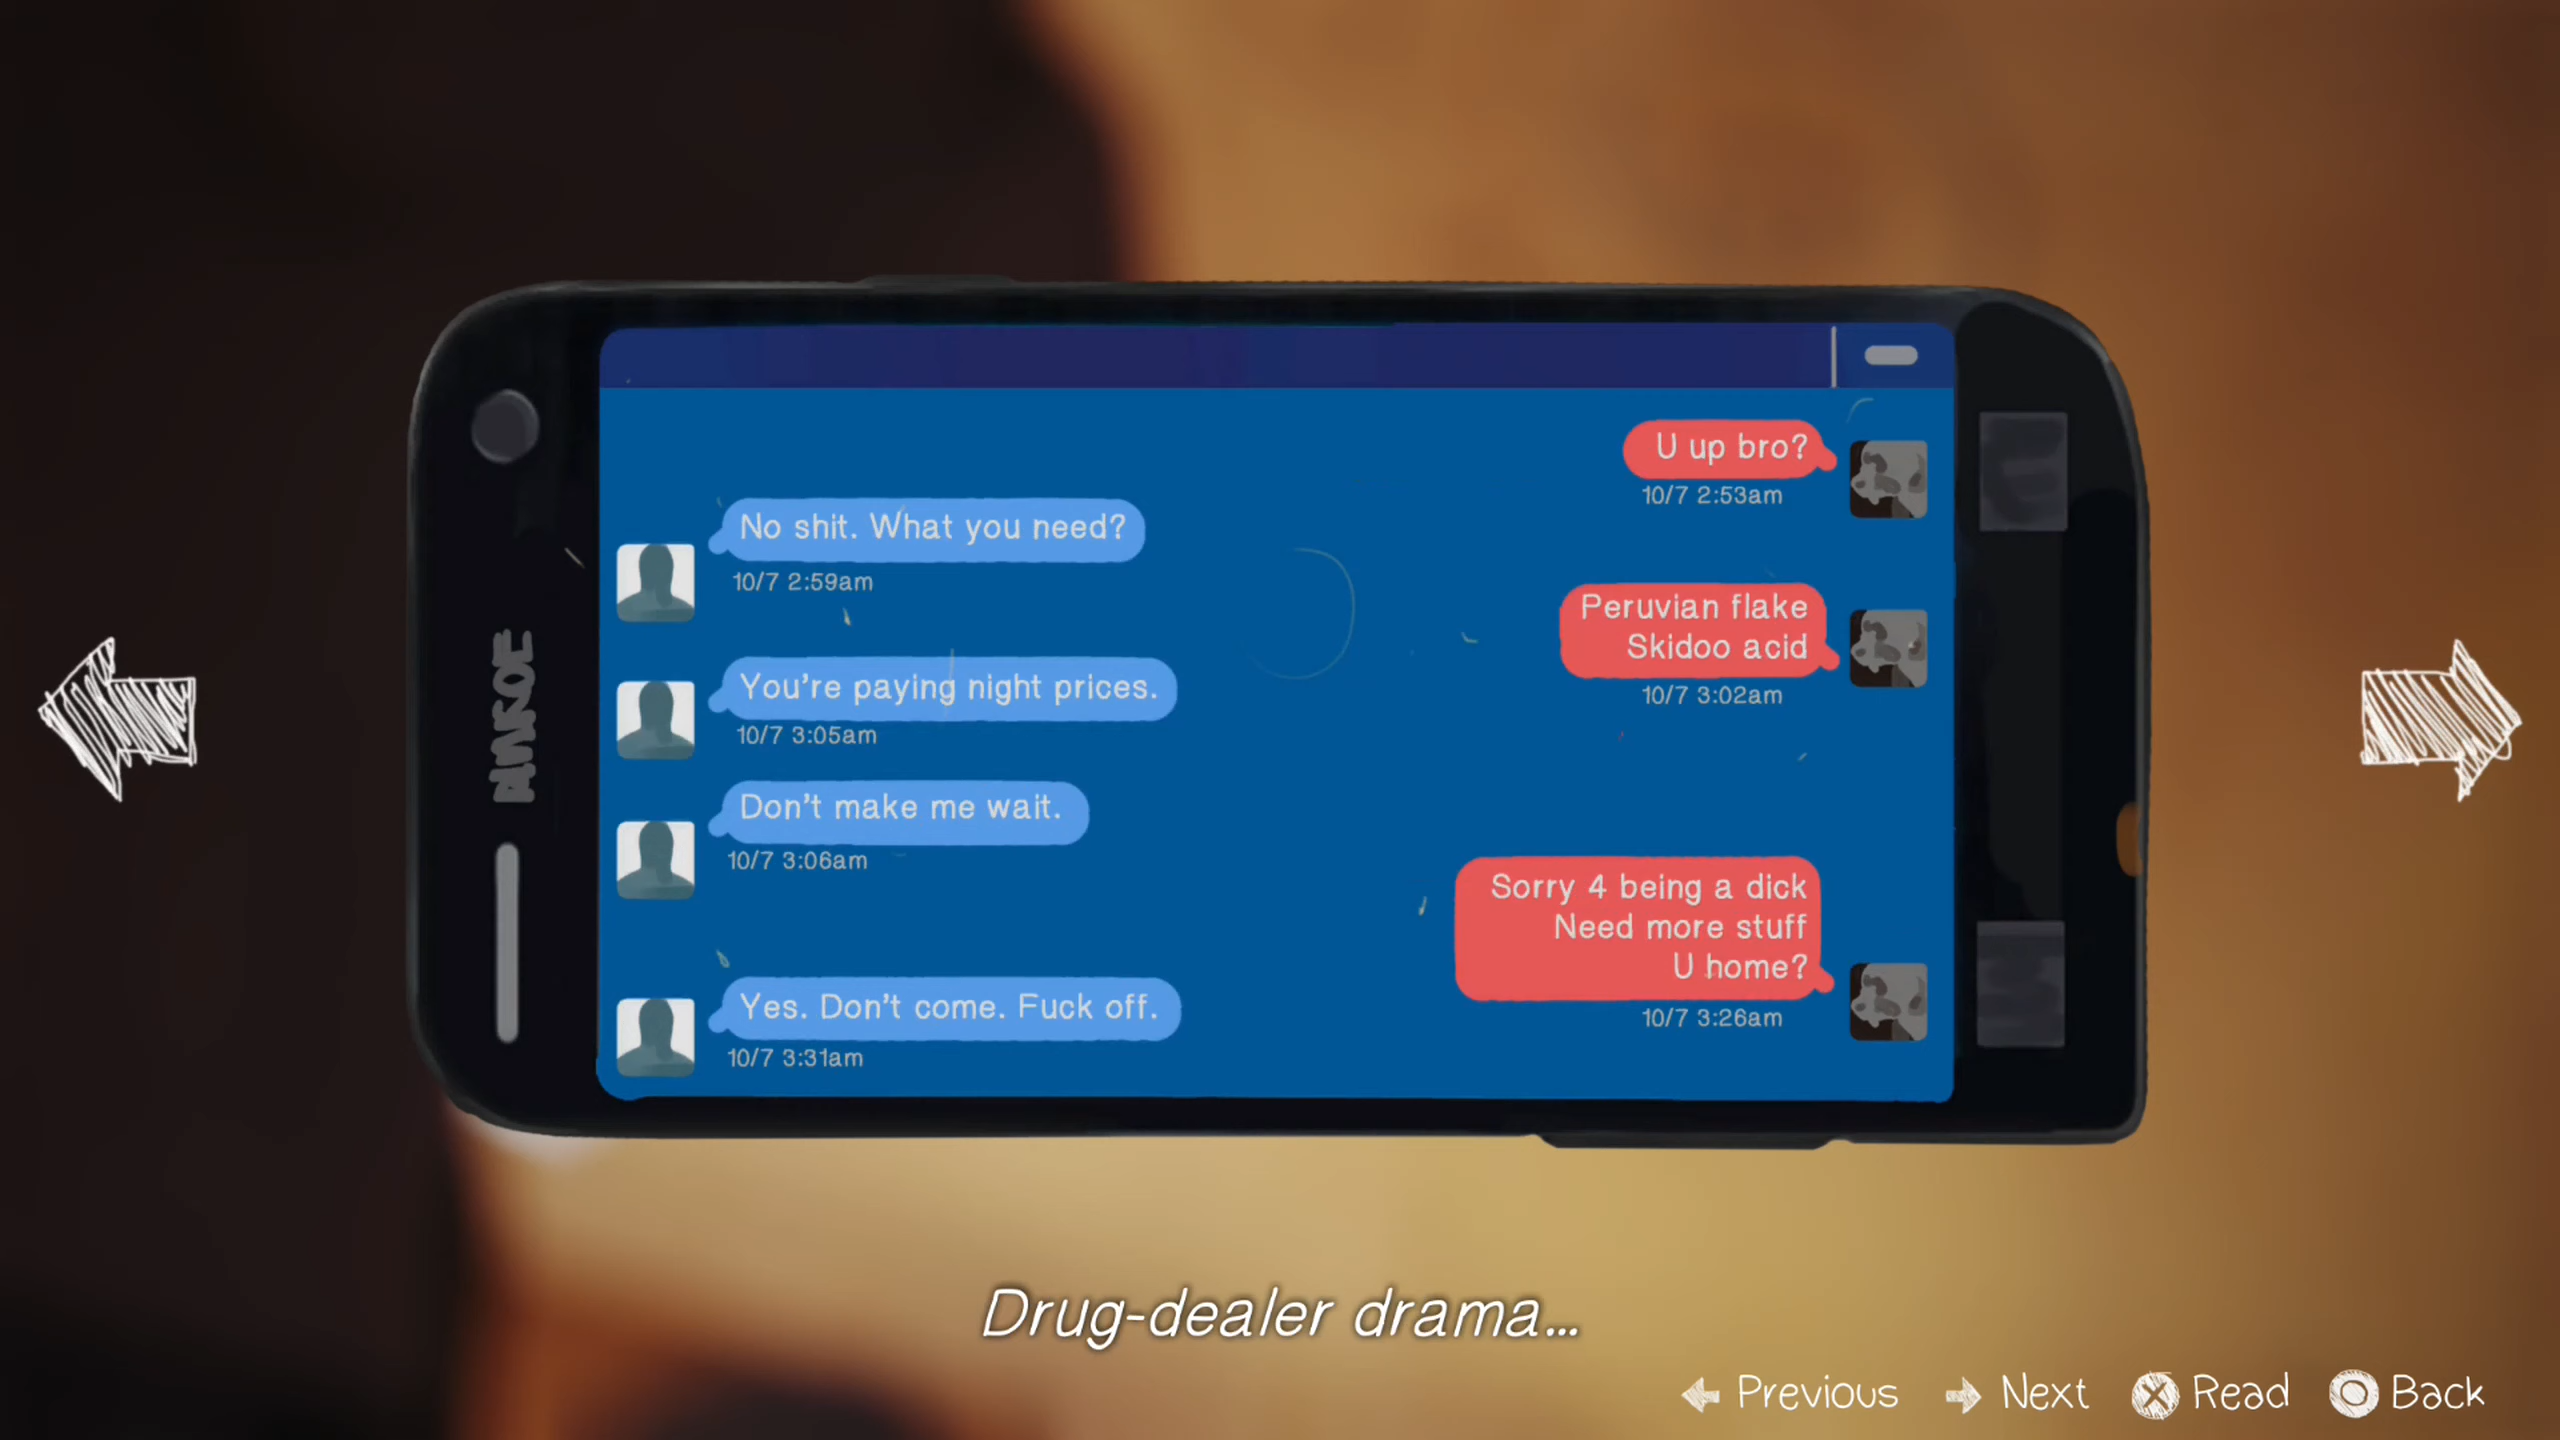 U up bro?
10/7 2:53am
No shit. What you need?
10/7 2:59am
Peruvian flake
Skidoo acid
10/7 3:02am
You're paying night prices.
10/7 3:05am
Don't make me wait.
10/7 3:06am
Sorry 4 being a dick
Need more stuff
U home?
10/7 3:26am
Yes. Don't come. Fuck off.
10/7 3:31am
Drug-dealer drama...
Previous Next Read Back